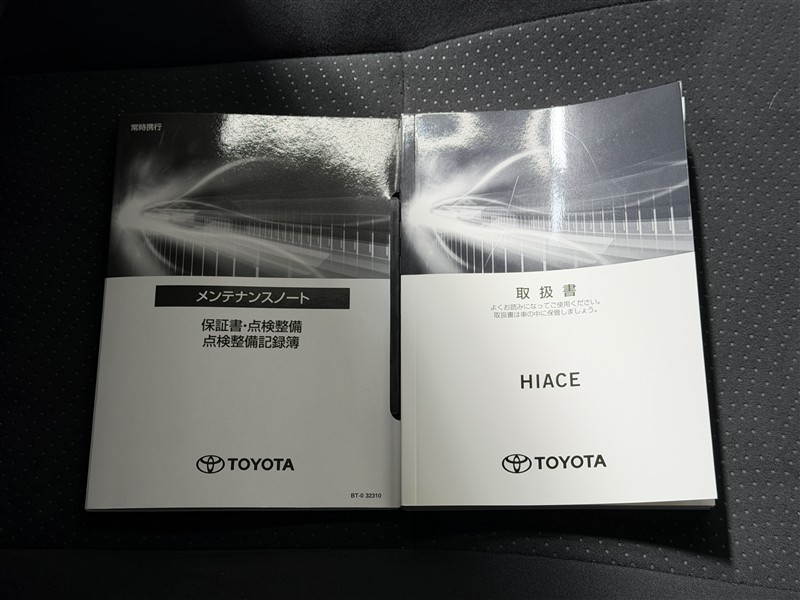 常時携行
メンテナンスノート
保証書・点検整備
点検整備記録簿
TOYOTA
BT-0 32310
取扱書
よくお読みになってご使用ください。
取扱書は車の中に保管しましょう。
HIACE
TOYOTA